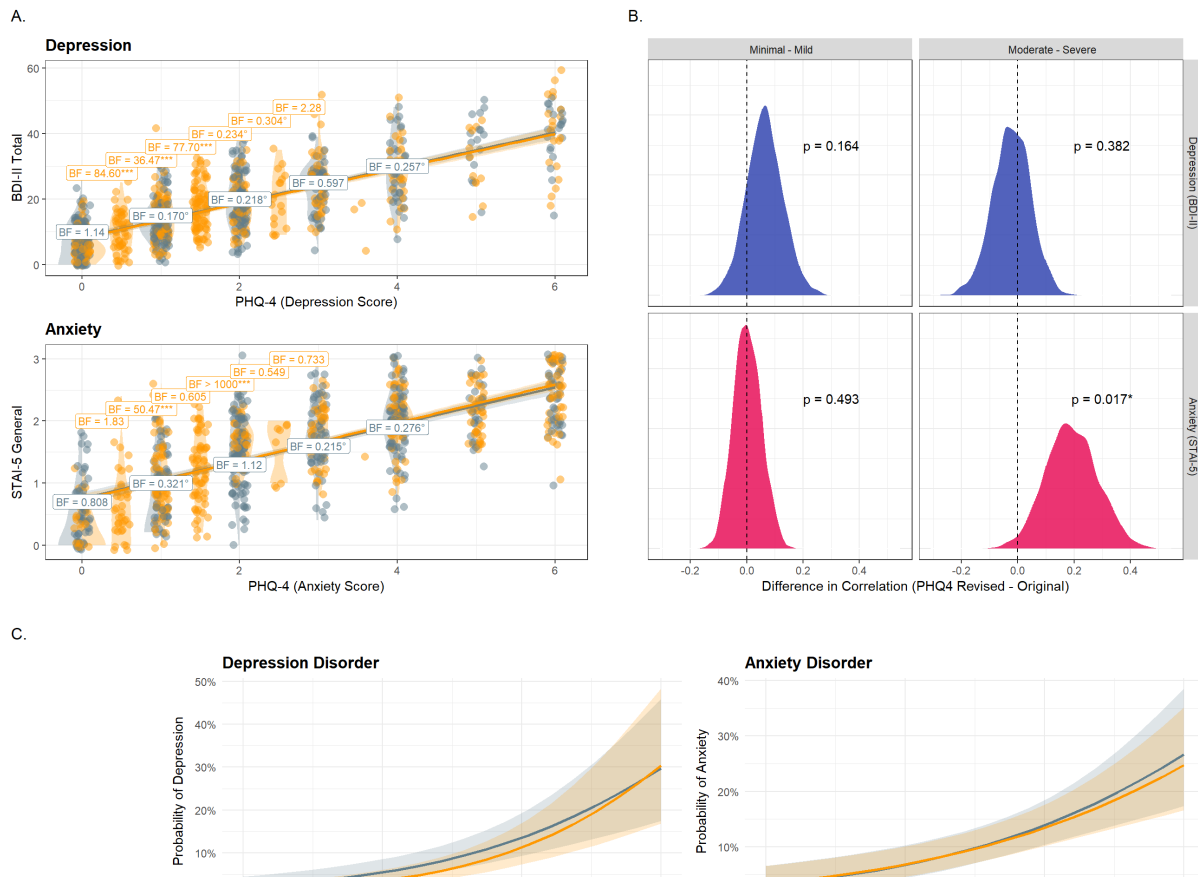 A.
Depression
BDI-II Total
60
40
20
0
BF = 84.60***
BF = 36.47***
BF = 77.70***
BF = 0.234°
BF = 0.304°
BF = 2.28
BF = 1.14
BF = 0.170°
BF = 0.218°
BF = 0.597
BF = 0.257°
0
2
4
6
PHQ-4 (Depression Score)
Anxiety
STAI-5 General
3
2
1
0
BF = 1.83
BF = 50.47***
BF = 0.605
BF > 1000***
BF = 0.549
BF = 0.733
BF = 0.808
BF = 0.321°
BF = 1.12
BF = 0.215°
BF = 0.276°
0
2
4
6
PHQ-4 (Anxiety Score)
B.
Minimal - Mild
Moderate - Severe
p = 0.164
p = 0.382
Depression (BDI-II)
p = 0.493
p = 0.017*
Anxiety (STAI-5)
-0.2
0.0
0.2
0.4
-0.2
0.0
0.2
0.4
Difference in Correlation (PHQ4 Revised - Original)
C.
Depression Disorder
Probability of Depression
50%
40%
30%
20%
10%
Anxiety Disorder
Probability of Anxiety
40%
30%
20%
10%